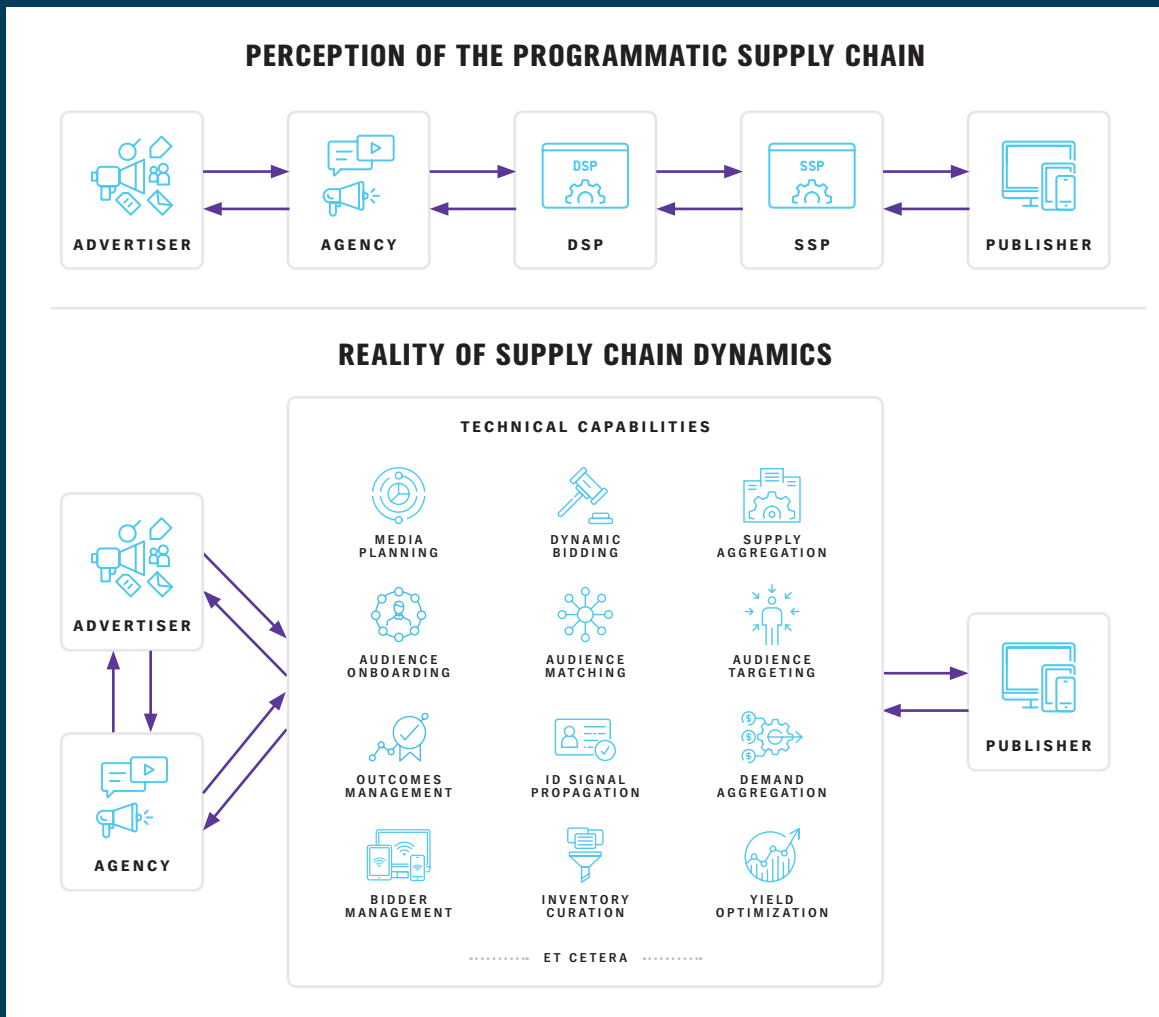 PERCEPTION OF THE PROGRAMMATIC SUPPLY CHAIN
DSP
SSP
ADVERTISER
AGENCY
DSP
SSP
PUBLISHER
REALITY OF SUPPLY CHAIN DYNAMICS
TECHNICAL CAPABILITIES
MEDIA
PLANNING
DYNAMIC
BIDDING
SUPPLY
AGGREGATION
ADVERTISER
AUDIENCE
ONBOARDING
AUDIENCE
MATCHING
AUDIENCE
TARGETING
PUBLISHER
OUTCOMES
MANAGEMENT
ID SIGNAL
PROPAGATION
$
$
$
DEMAND
AGGREGATION
AGENCY
BIDDER
MANAGEMENT
INVENTORY
CURATION
YIELD
OPTIMIZATION
ET CETERA